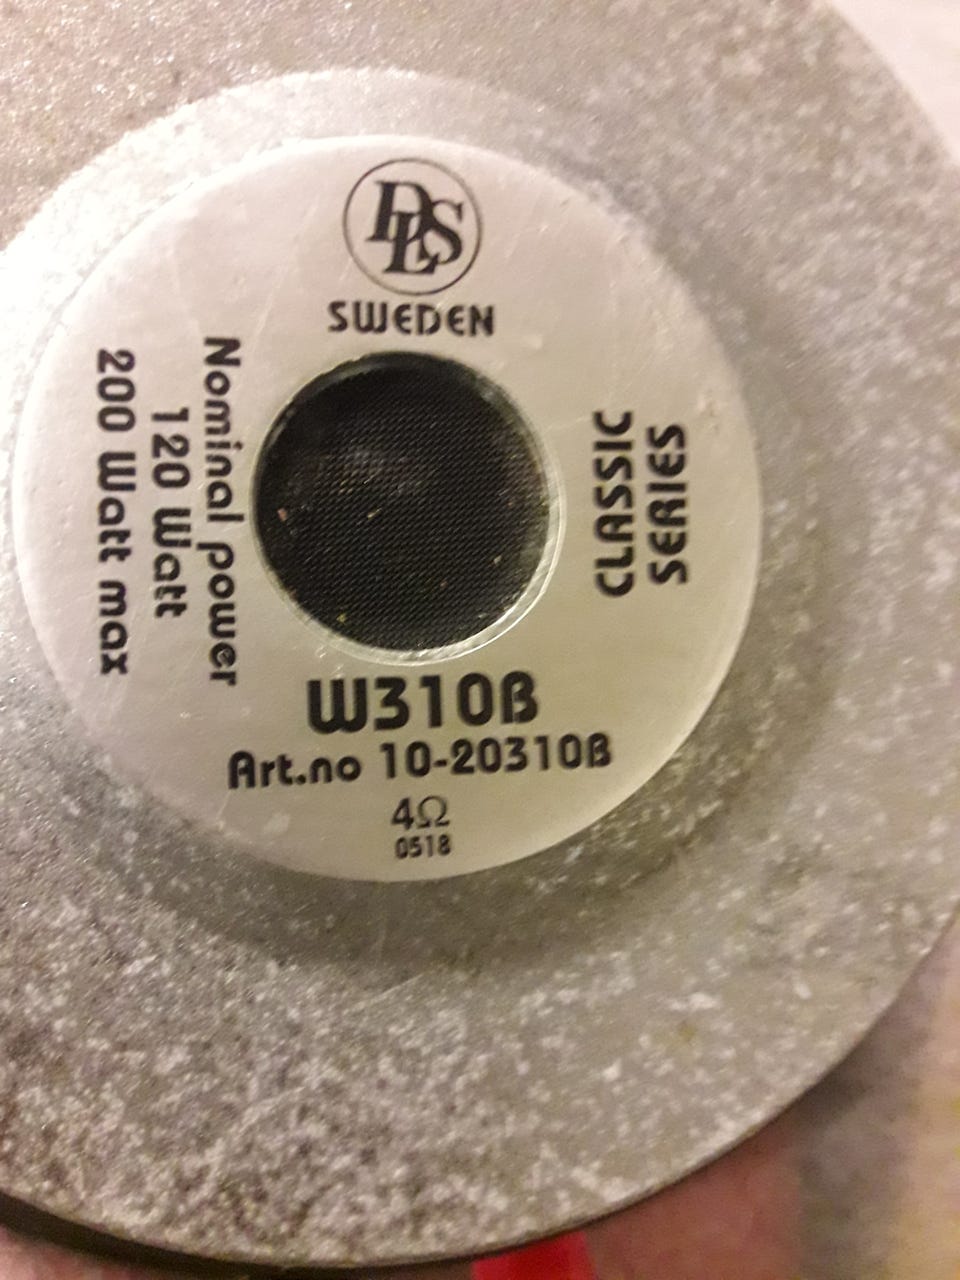 DLS
SWEDEN
CLASSIC
SERIES
Nominal power
120 Watt
200 Watt max
W310B
Art.no 10-20310B
4Ω
0518